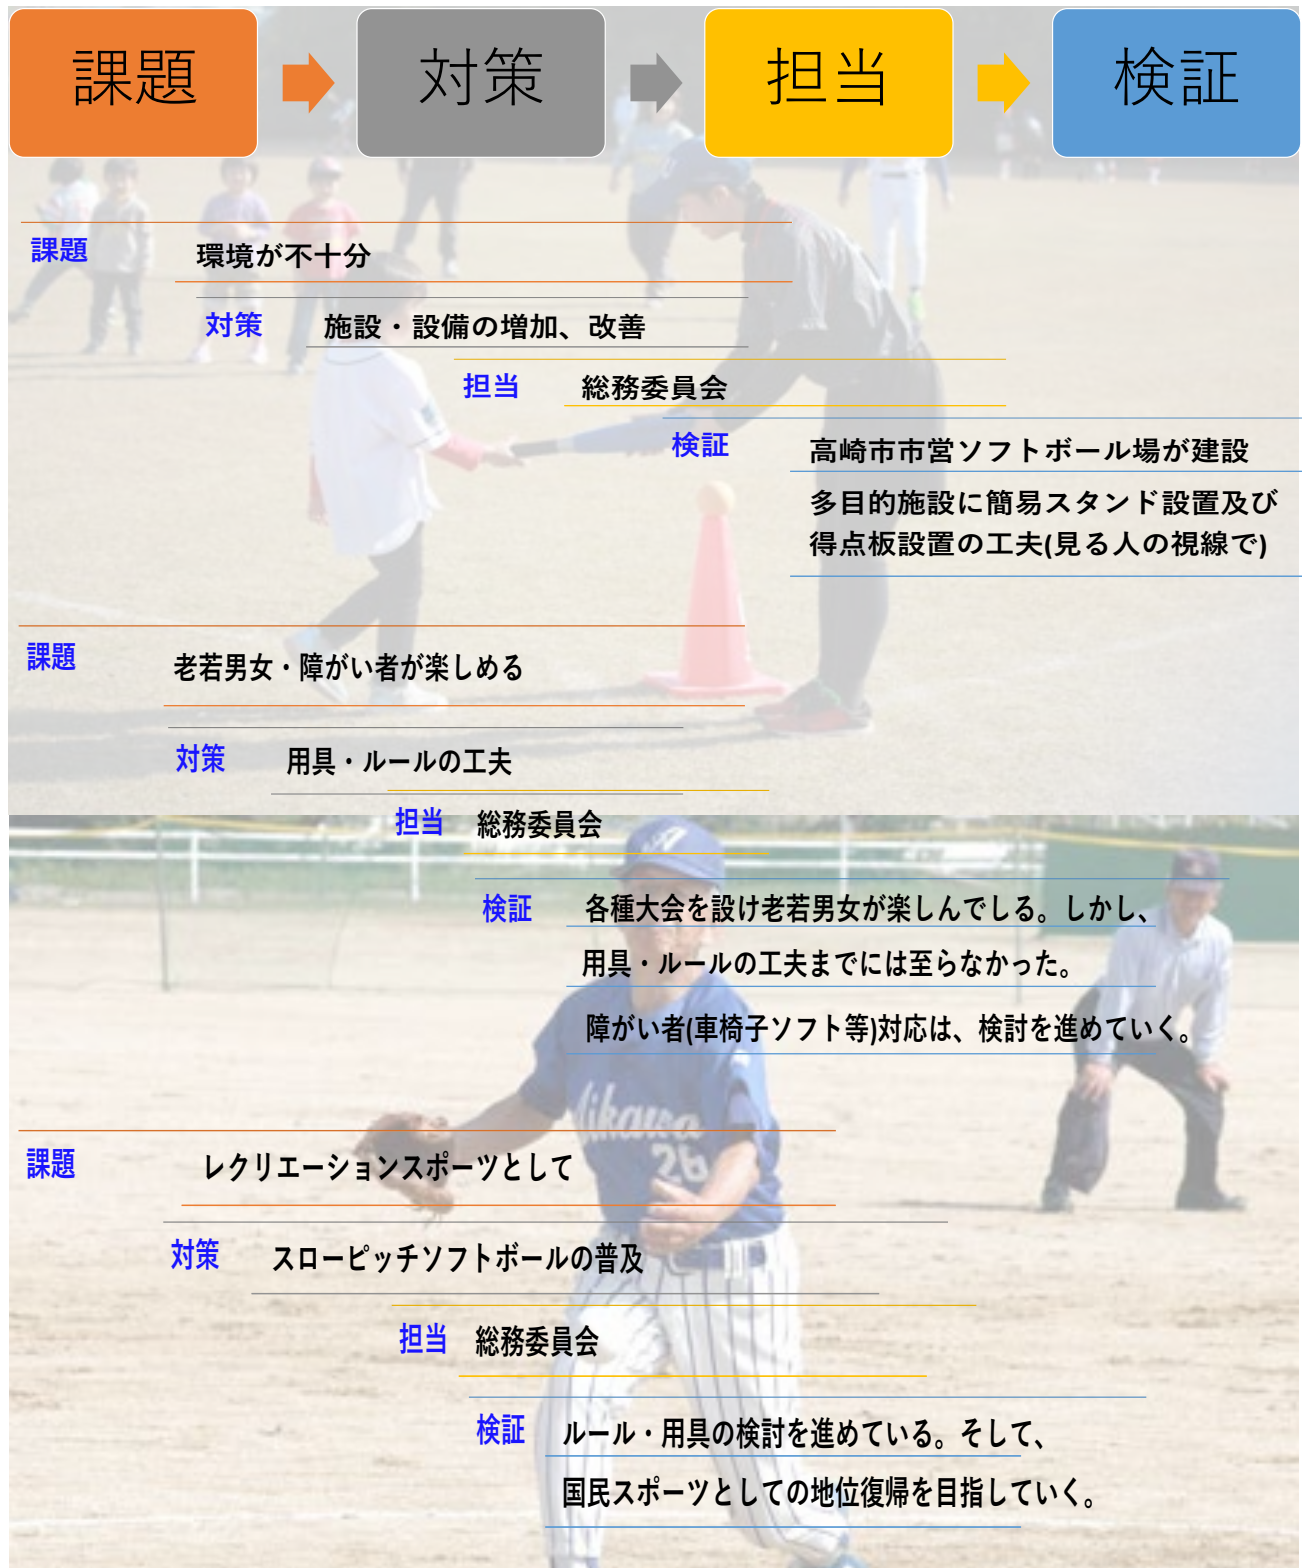 課題 対策 担当 検証
課題 環境が不十分
対策 施設・設備の増加、改善
担当 総務委員会
検証 高崎市市営ソフトボール場が建設
多目的施設に簡易スタンド設置及び
得点板設置の工夫(見る人の視線で)
課題 老若男女・障がい者が楽しめる
対策 用具・ルールの工夫
担当 総務委員会
検証 各種大会を設け老若男女が楽しんでしる。しかし、
用具・ルールの工夫までには至らなかった。
障がい者(車椅子ソフト等)対応は、検討を進めていく。
Mikawa
26
課題 レクリエーションスポーツとして
対策 スローピッチソフトボールの普及
担当 総務委員会
検証 ルール・用具の検討を進めている。そして、
国民スポーツとしての地位復帰を目指していく。